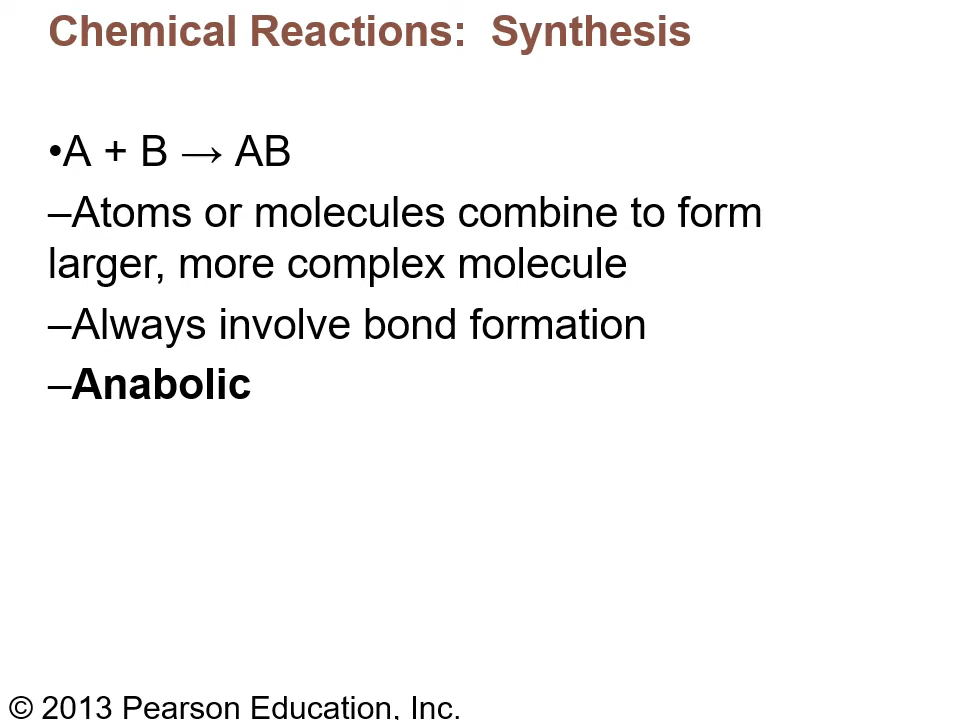 Chemical Reactions:  Synthesis
•A + B → AB
–Atoms or molecules combine to form
larger, more complex molecule
–Always involve bond formation
–Anabolic
© 2013 Pearson Education, Inc.